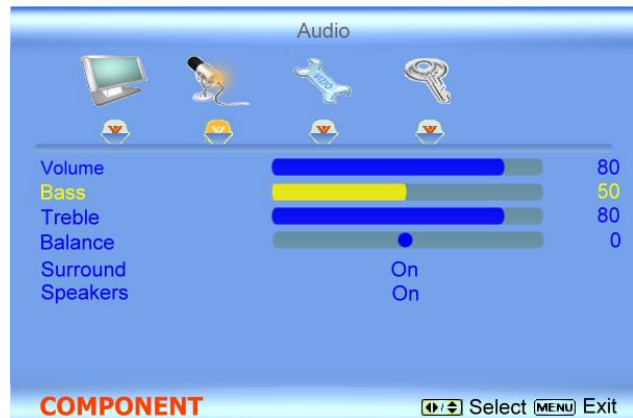 Audio
VIZIO
Volume 80
Bass 50
Treble 80
Balance 0
Surround On
Speakers On
COMPONENT Select MENU Exit